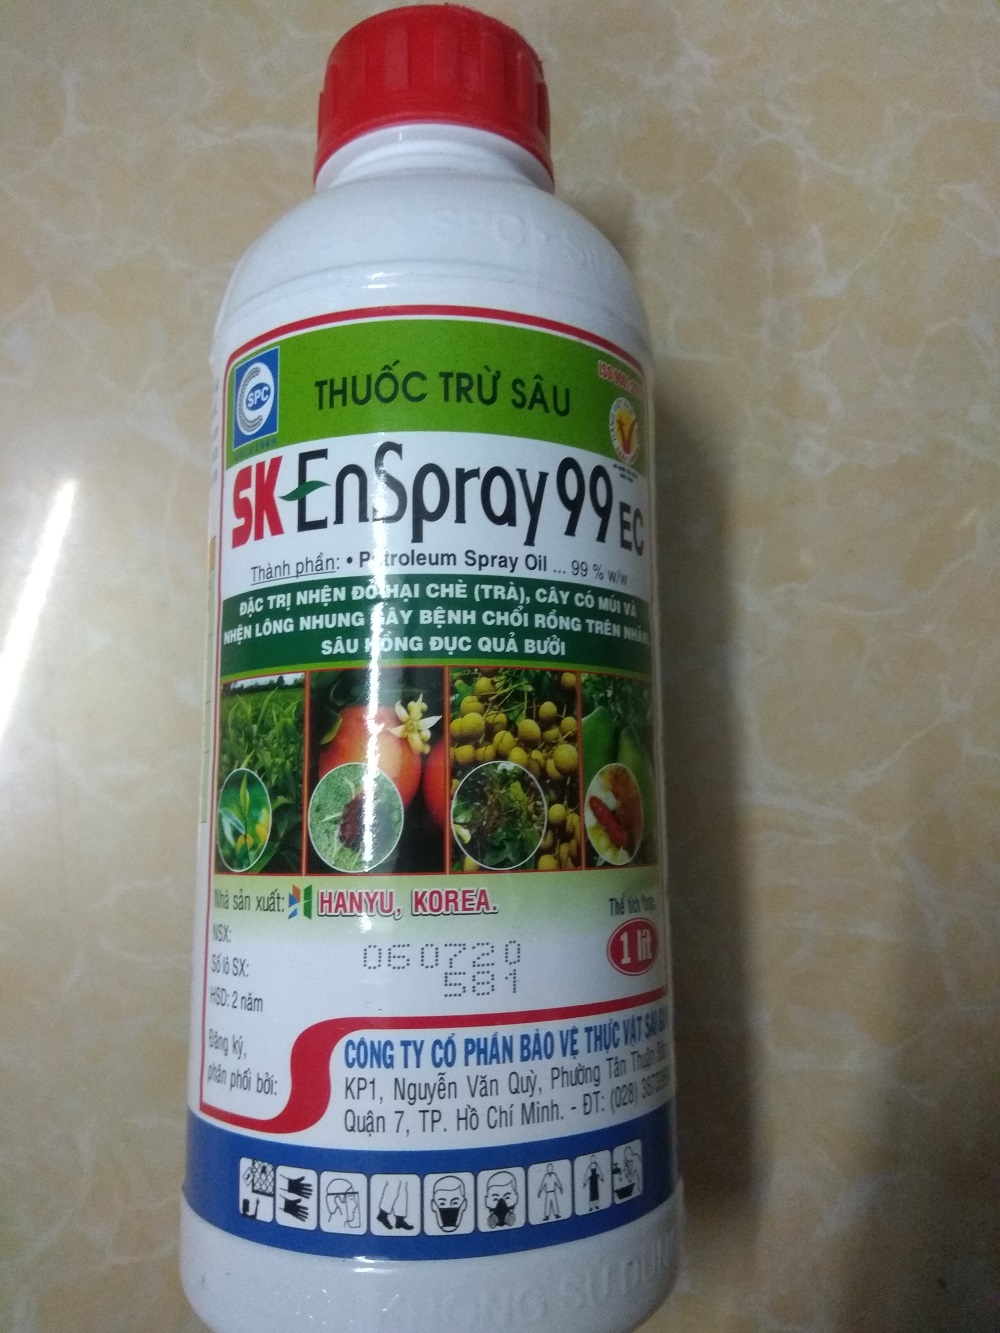 SPC
THUỐC TRỪ SÂU
SPC
SK EnSpray 99 EC
Thành phần: • Petroleum Spray Oil ... 99 % w/w
ĐẶC TRỊ NHỆN ĐỎ HẠI CHÈ (TRÀ), CÂY CÓ MÚI VÀ
NHỆN LÔNG NHUNG GÂY BỆNH CHỔI RỒNG TRÊN NHÃN,
SÂU HỒNG ĐỤC QUẢ BƯỞI
Nhà sản xuất: HANYU, KOREA.
Thể tích thực
1 lít
NSX: 060720
Số lô SX: 581
HSD: 2 năm
Đăng ký,
phân phối bởi:
CÔNG TY CỔ PHẦN BẢO VỆ THỰC VẬT SÀI
KP1, Nguyễn Văn Quỳ, Phường Tân Thuận
Quận 7, TP. Hồ Chí Minh. - ĐT: (028)
KHÔNG SỬ DỤNG